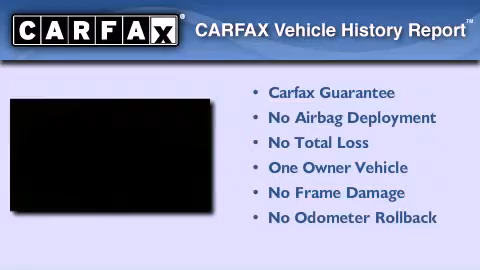 CARFAX® CARFAX Vehicle History Report™
• Carfax Guarantee
• No Airbag Deployment
• No Total Loss
• One Owner Vehicle
• No Frame Damage
• No Odometer Rollback